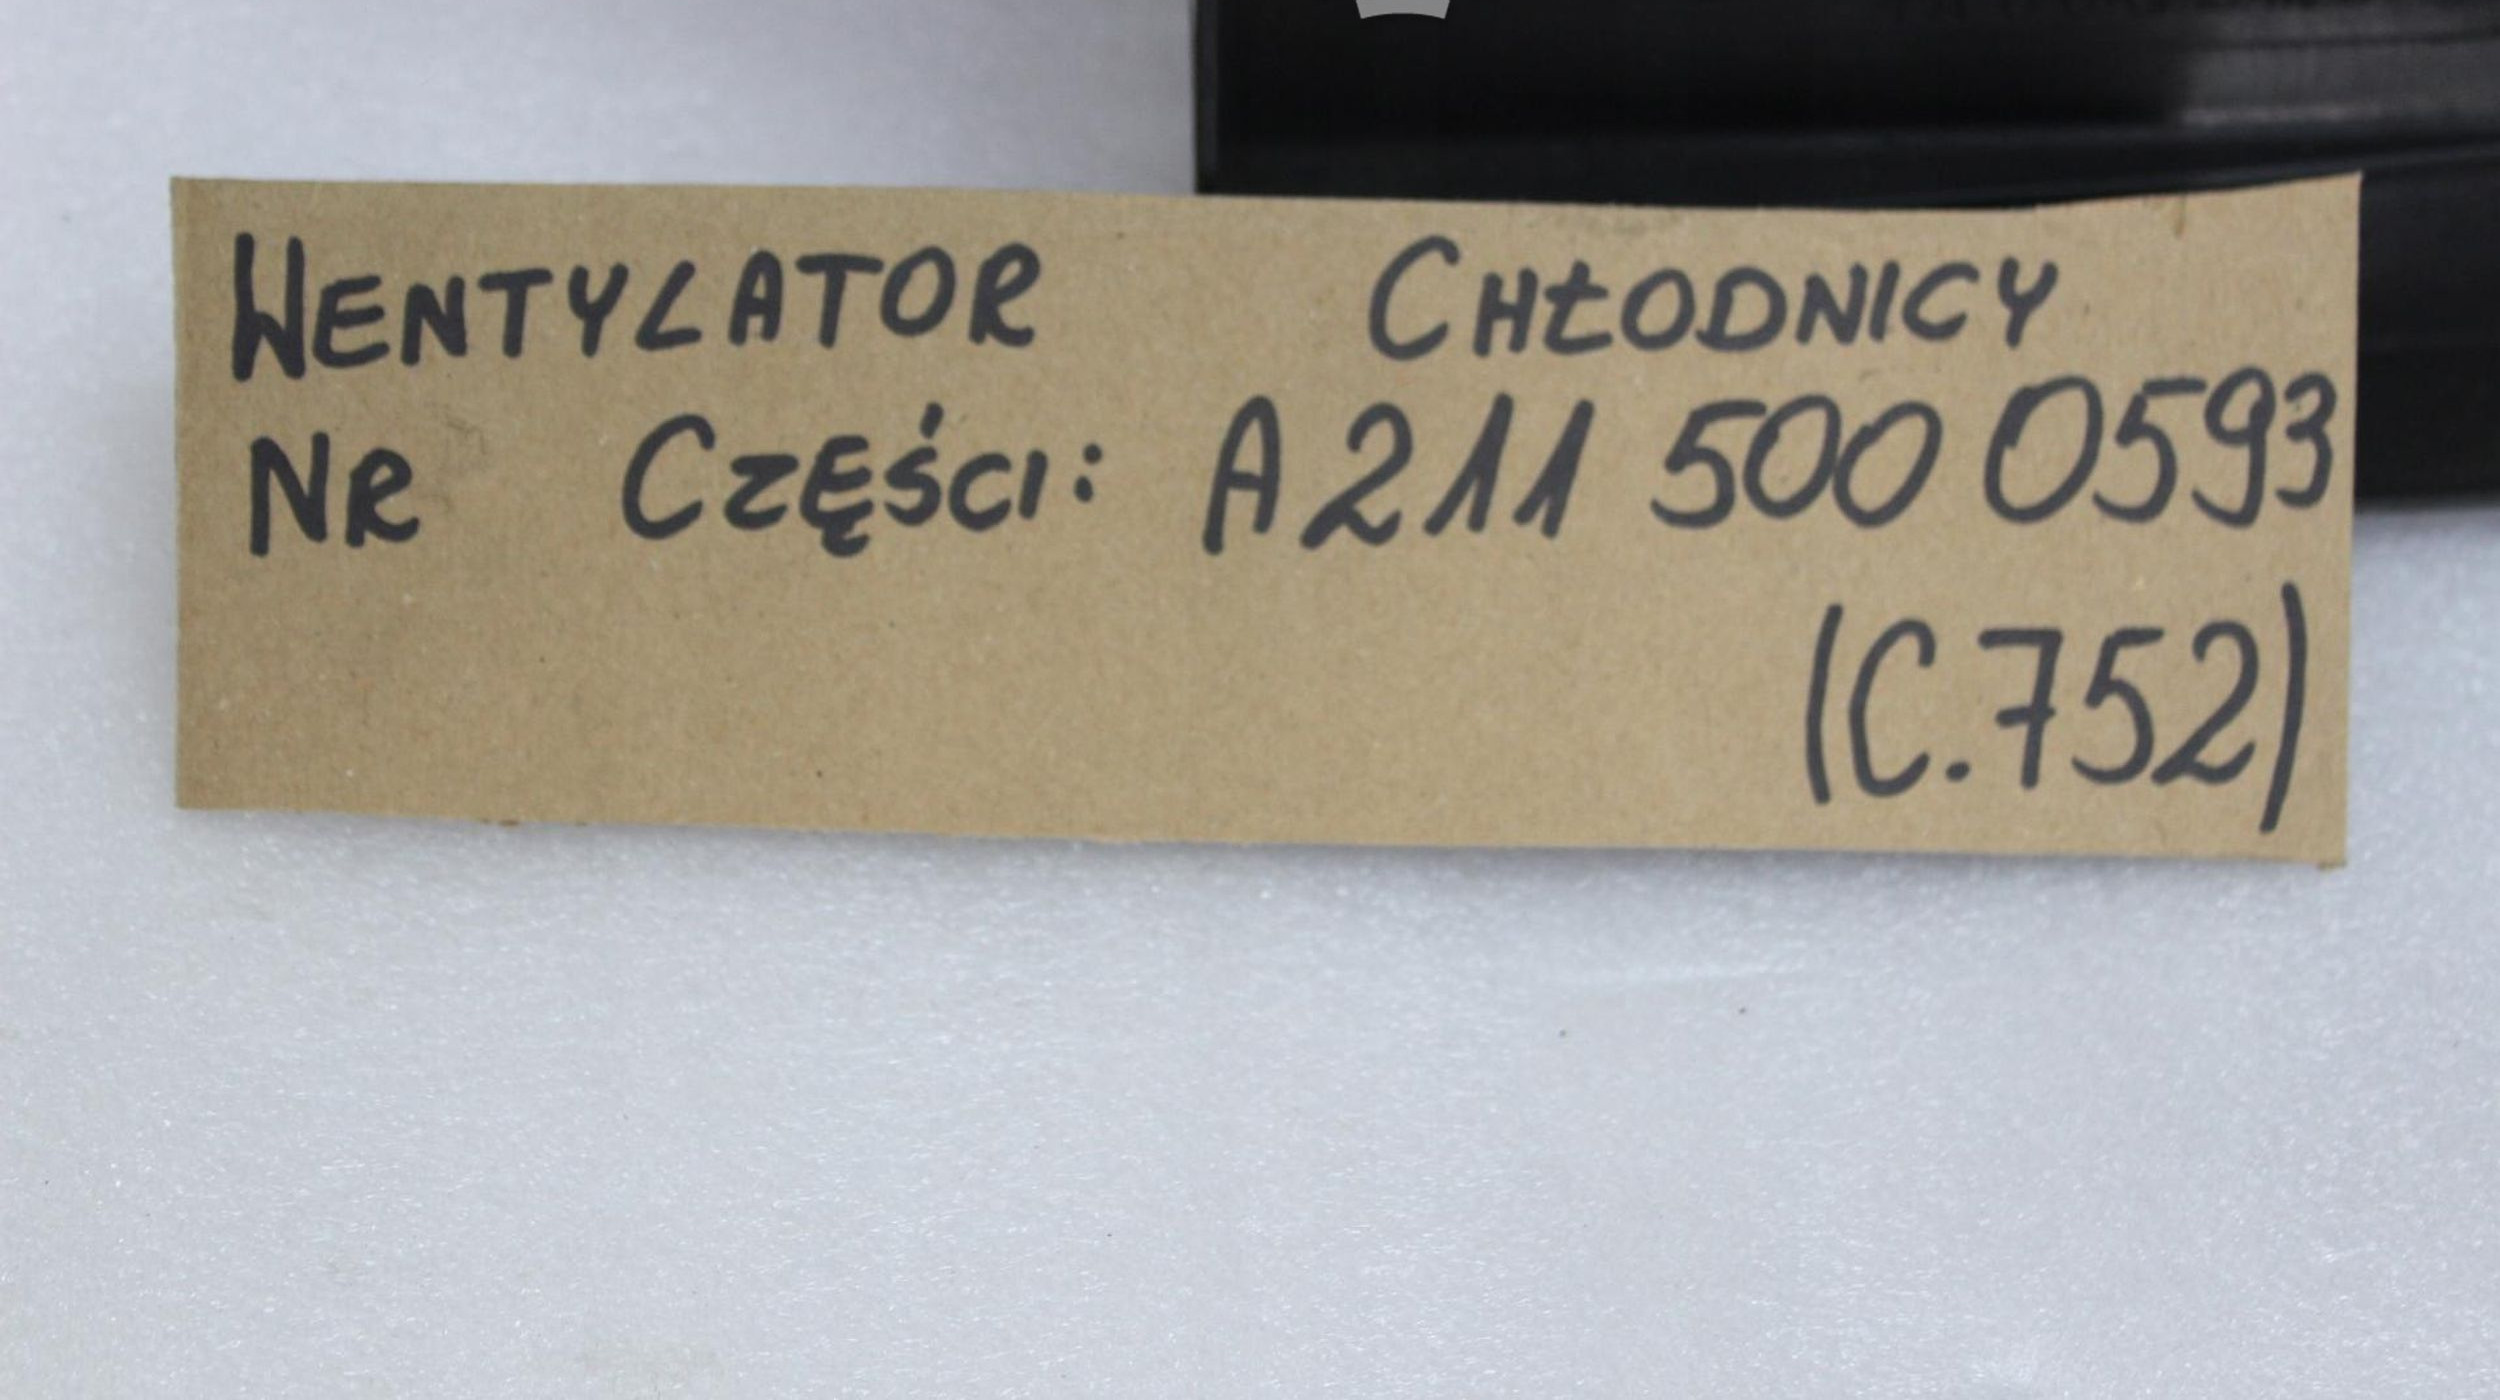 WENTYLATOR CHŁODNICY
NR CZĘŚCI: A211 500 0593
(C.752)